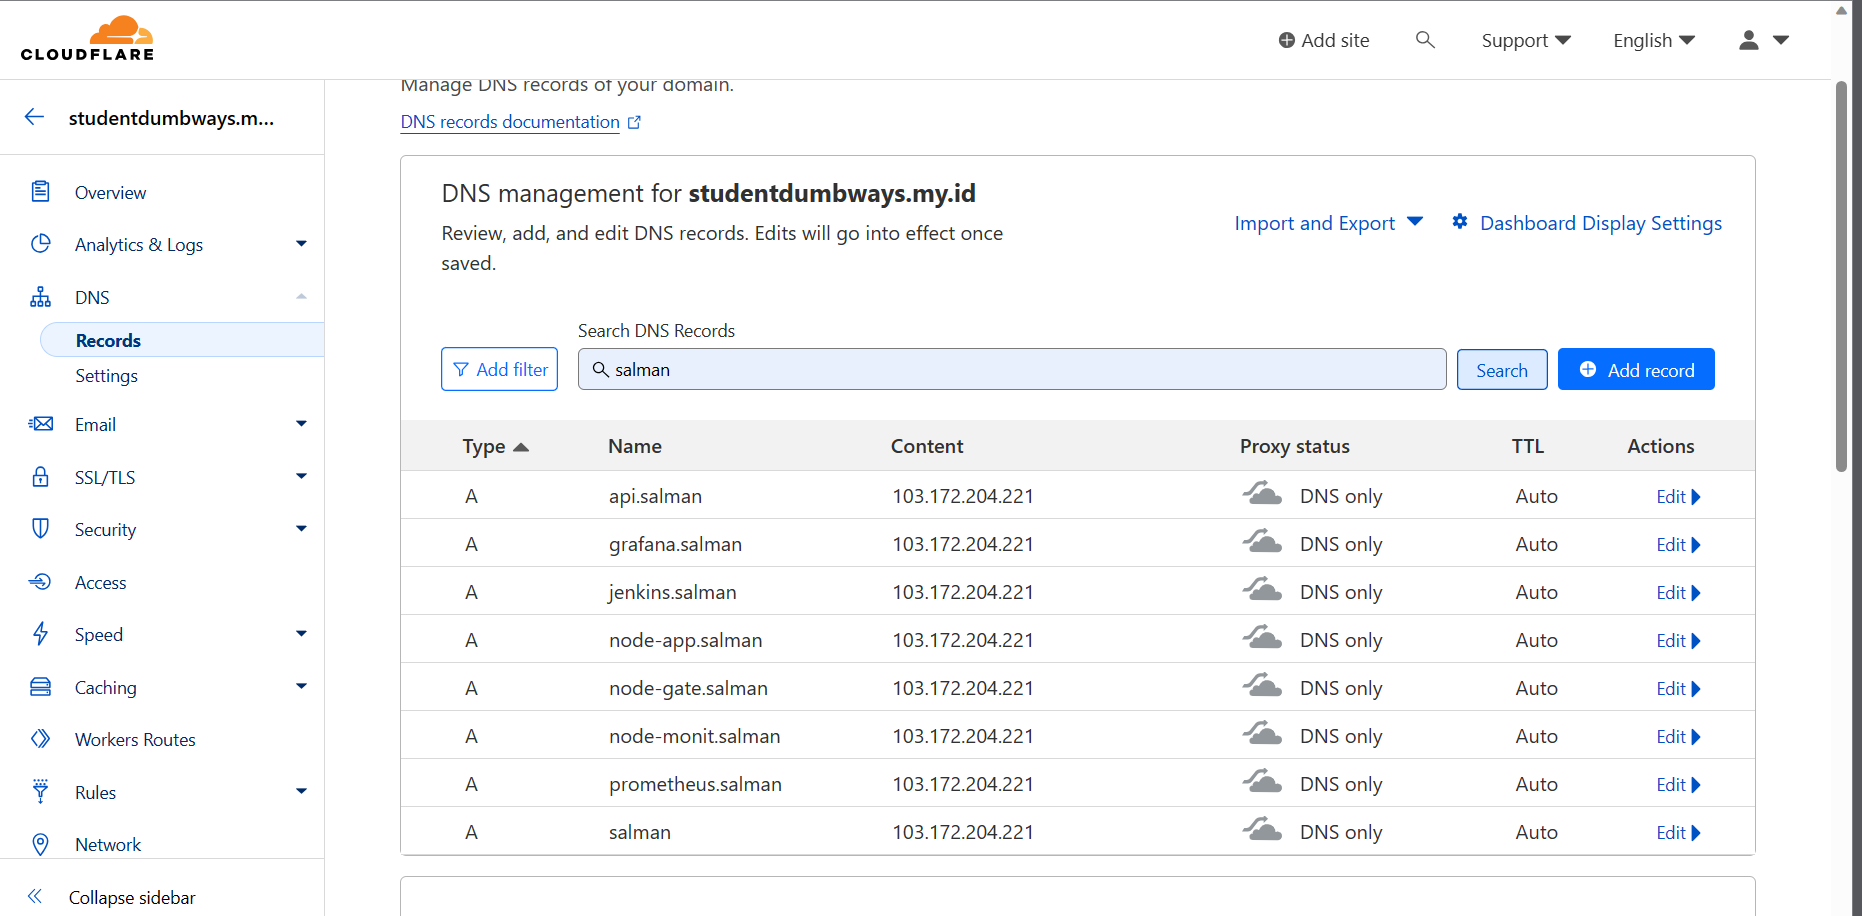 CLOUDFLARE
Add site
Support
English
studentdumbways.m...
Overview
Analytics & Logs
DNS
Records
Settings
Email
SSL/TLS
Security
Access
Speed
Caching
Workers Routes
Rules
Network
Collapse sidebar
Manage DNS records of your domain.
DNS records documentation
DNS management for studentdumbways.my.id
Review, add, and edit DNS records. Edits will go into effect once
saved.
Import and Export
Dashboard Display Settings
Search DNS Records
Add filter
salman
Search
Add record
Type Name Content Proxy status TTL Actions
A api.salman 103.172.204.221 DNS only Auto Edit
A grafana.salman 103.172.204.221 DNS only Auto Edit
A jenkins.salman 103.172.204.221 DNS only Auto Edit
A node-app.salman 103.172.204.221 DNS only Auto Edit
A node-gate.salman 103.172.204.221 DNS only Auto Edit
A node-monit.salman 103.172.204.221 DNS only Auto Edit
A prometheus.salman 103.172.204.221 DNS only Auto Edit
A salman 103.172.204.221 DNS only Auto Edit